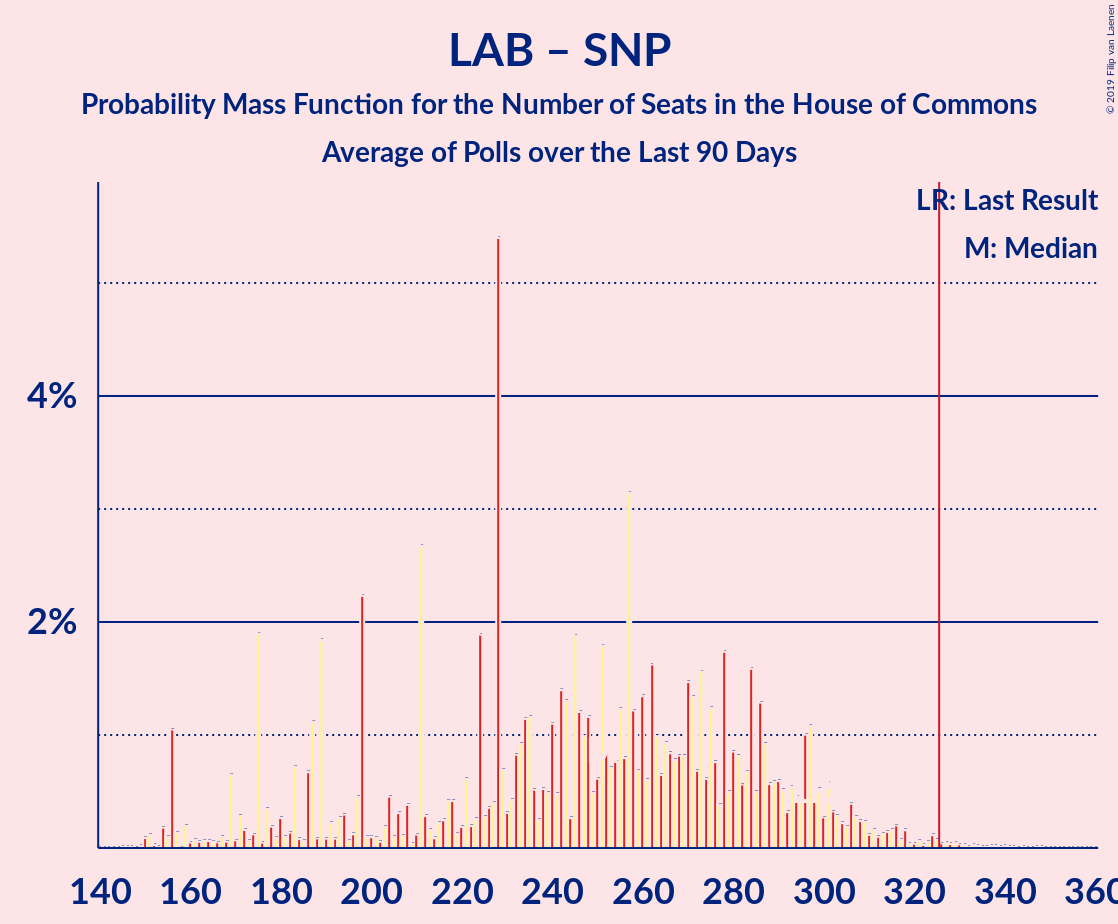 LAB – SNP
Probability Mass Function for the Number of Seats in the House of Commons
Average of Polls over the Last 90 Days
© 2019 Filip van Laenen
LR: Last Result
M: Median
4%
2%
140 160 180 200 220 240 260 280 300 320 340 360